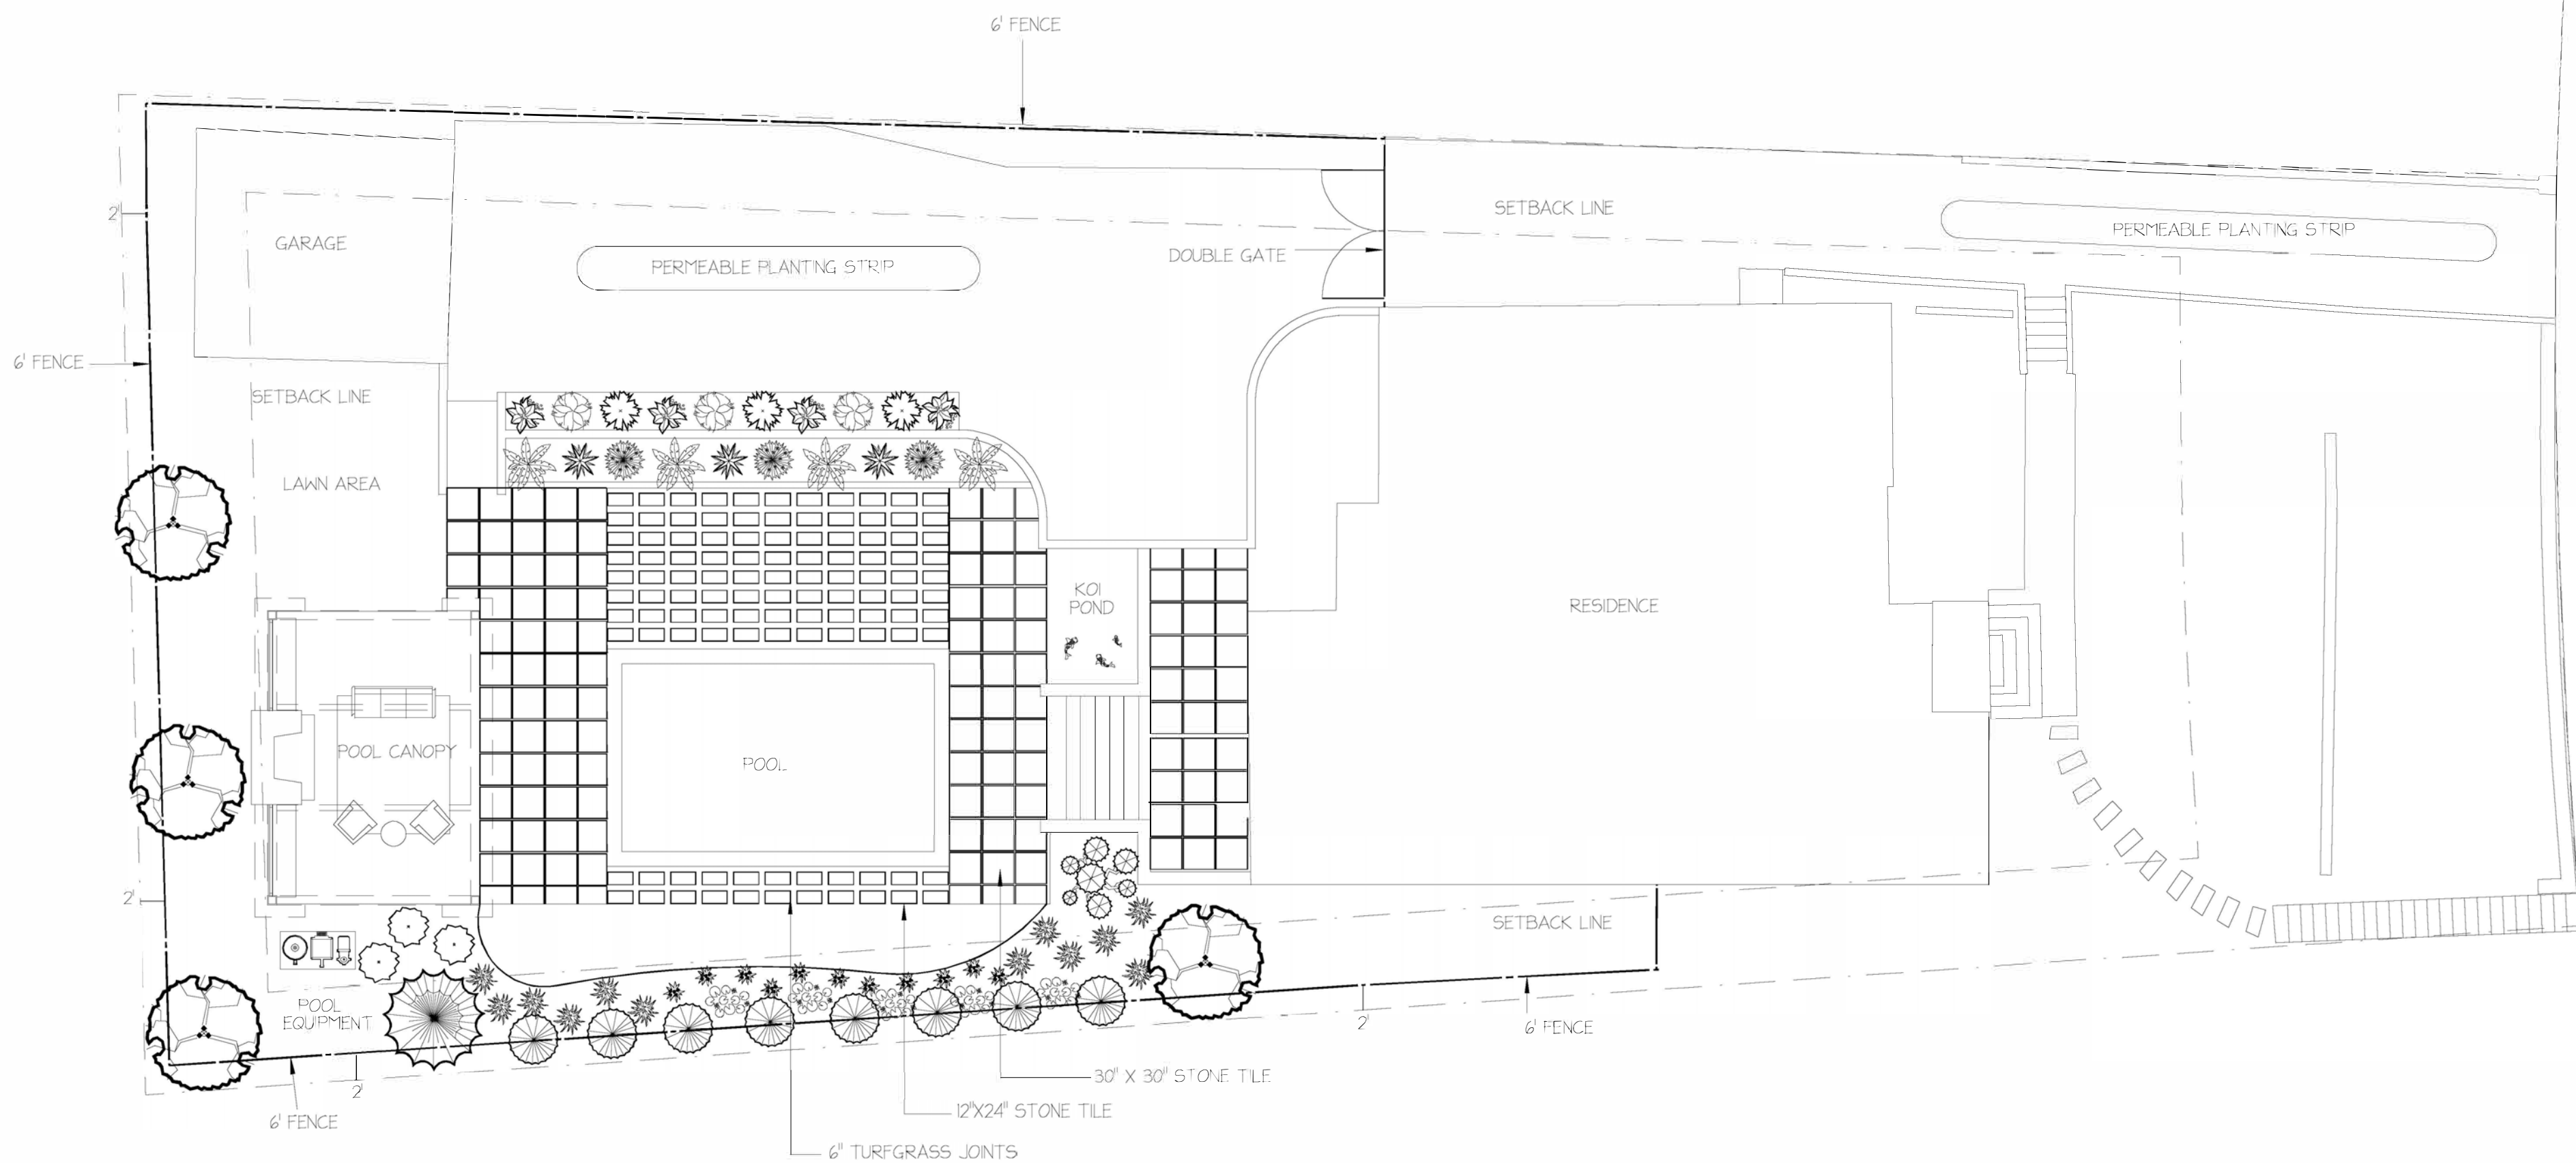 6' FENCE
SETBACK LINE
2'
PERMEABLE PLANTING STRIP
GARAGE
DOUBLE GATE
PERMEABLE PLANTING STRIP
6' FENCE
SETBACK LINE
LAWN AREA
KOI
POND
RESIDENCE
POOL CANOPY
POOL
2'
SETBACK LINE
POOL
EQUIPMENT
2'
6' FENCE
30" X 30" STONE TILE
2'
12"X24" STONE TILE
6' FENCE
6" TURFGRASS JOINTS